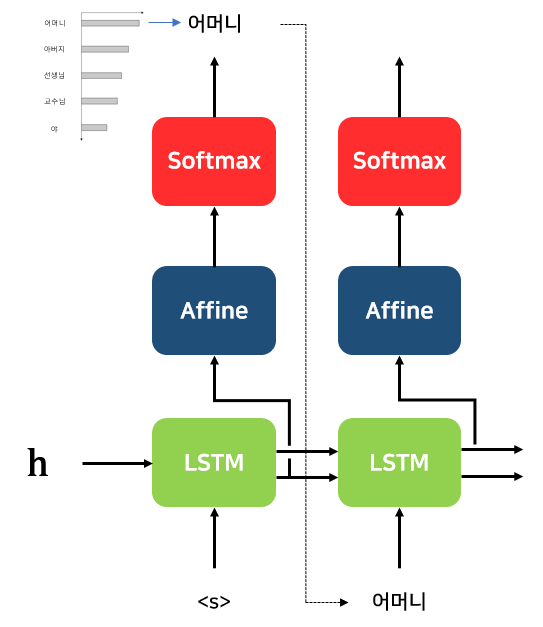 어머니
아버지
선생님
교수님
야
어머니
Softmax
Softmax
Affine
Affine
h
LSTM
LSTM
<s>
어머니